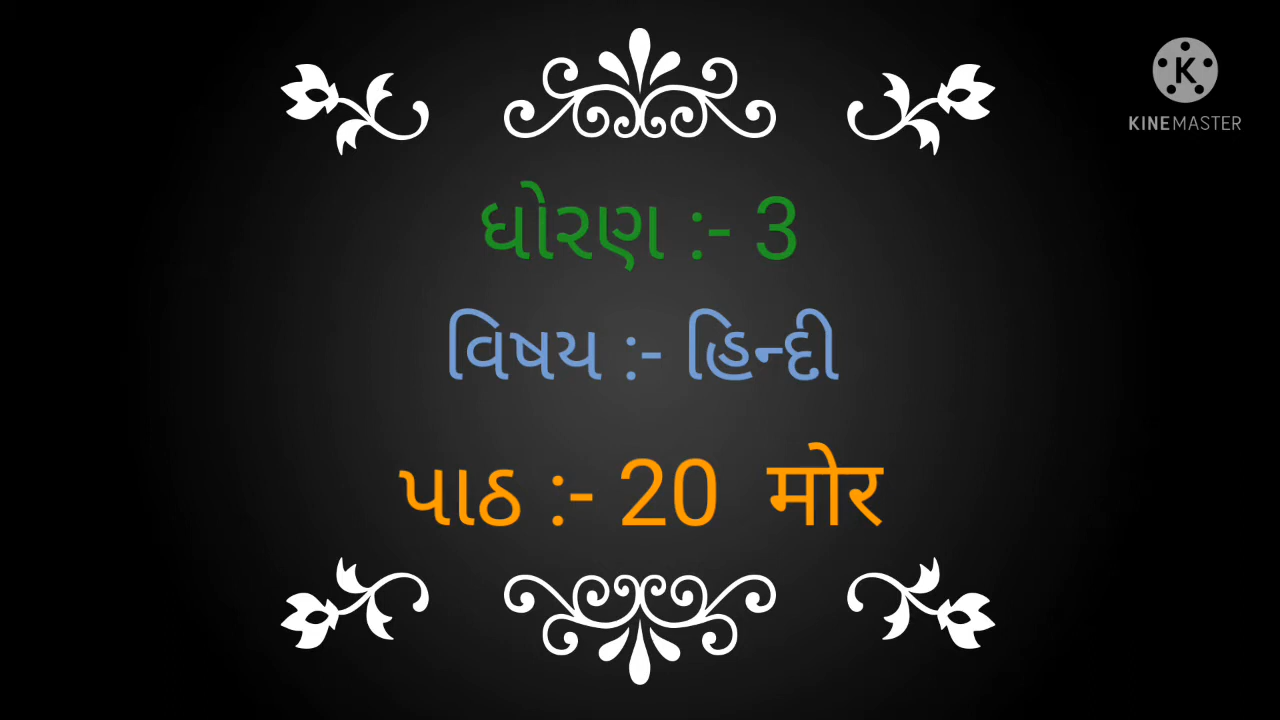 KINEMASTER
ધોરણ :- 3
વિષય :- હિન્દી
પાઠ :- 20 मोर